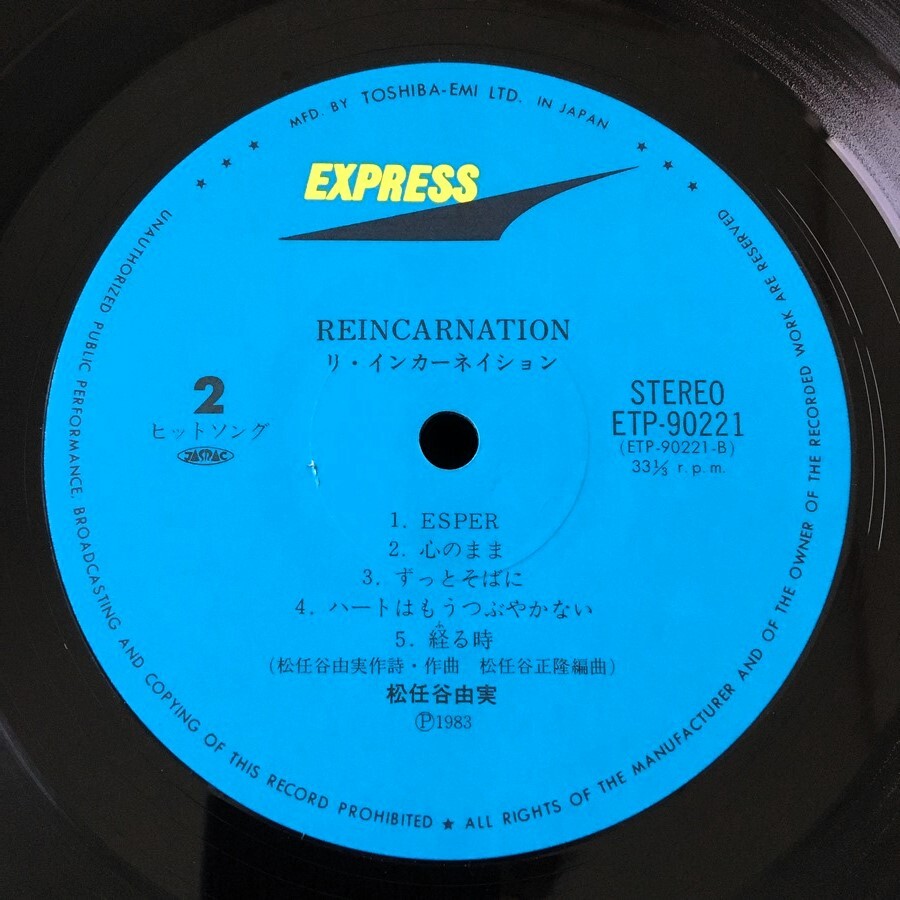 MFD. BY TOSHIBA-EMI LTD. IN JAPAN
EXPRESS
REINCARNATION
リ・インカーネイション
2
ヒットソング
JASRAC
STEREO
ETP-90221
(ETP-90221-B)
33⅓ r.p.m.
1. ESPER
2. 心のまま
3. ずっとそばに
4. ハートはもうつぶやかない
ふ
5. 経る時
(松任谷由実作詩・作曲 松任谷正隆編曲)
松任谷由実
Ⓟ1983
UNAUTHORIZED PUBLIC PERFORMANCE, BROADCASTING AND COPYING OF THIS RECORD PROHIBITED ★ ALL RIGHTS OF THE MANUFACTURER AND OF THE OWNER OF THE RECORDED WORK ARE RESERVED